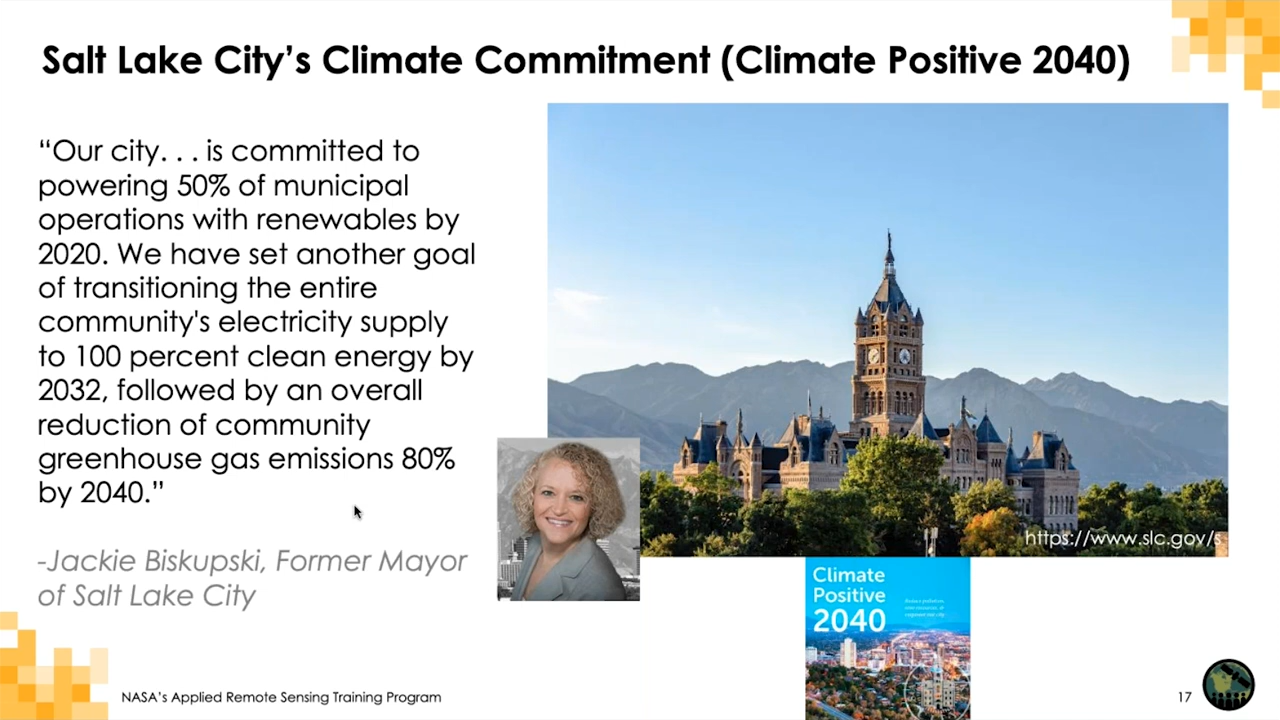 Salt Lake City's Climate Commitment (Climate Positive 2040)
“Our city. . . is committed to
powering 50% of municipal
operations with renewables by
2020. We have set another goal
of transitioning the entire
community's electricity supply
to 100 percent clean energy by
2032, followed by an overall
reduction of community
greenhouse gas emissions 80%
by 2040.”
-Jackie Biskupski, Former Mayor
of Salt Lake City
https://www.slc.gov/s
Climate
Positive
2040
NASA's Applied Remote Sensing Training Program
17